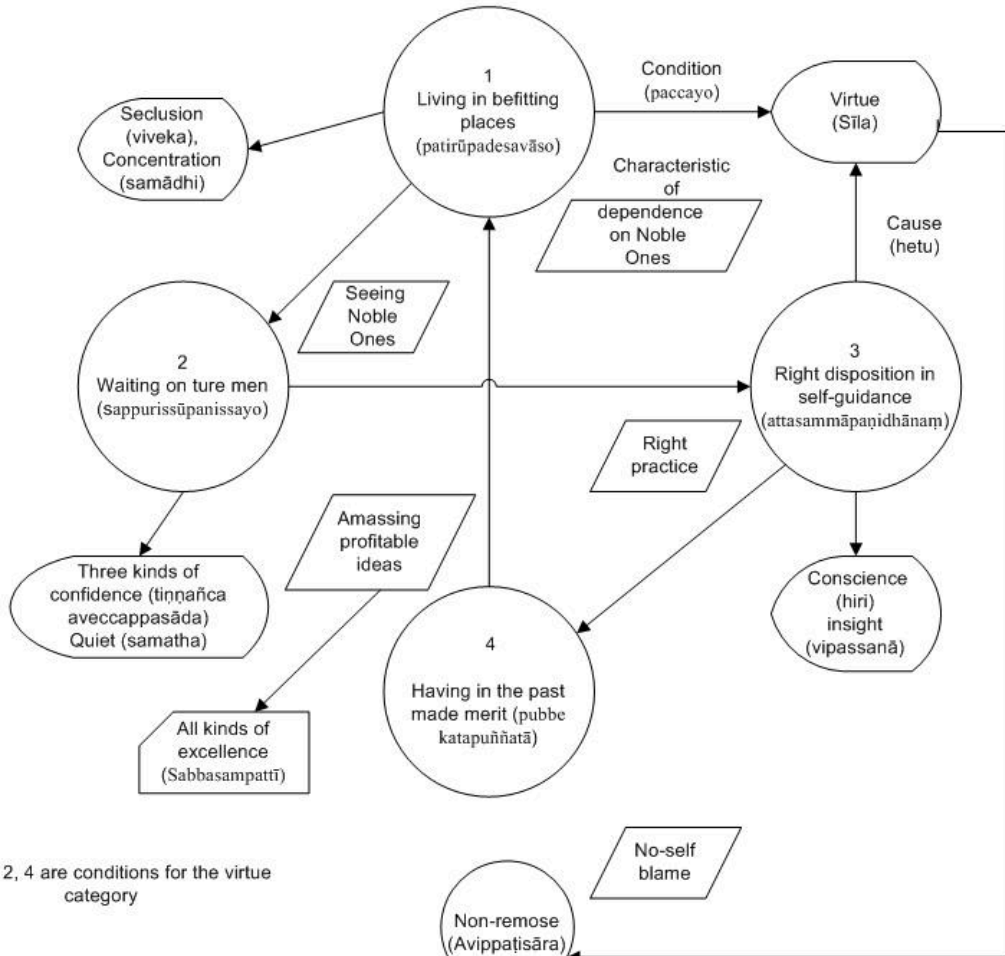 1
Living in befitting
places
(patirūpadesavāso)
Condition
(paccayo)
Virtue
(Sīla)
Seclusion
(viveka),
Concentration
(samādhi)
Characteristic
of
dependence
on Noble
Ones
Cause
(hetu)
Seeing
Noble
Ones
2
Waiting on ture men
(sappurissūpanissayo)
3
Right disposition in
self-guidance
(attasammāpaṇidhānaṃ)
Right
practice
Amassing
profitable
ideas
Three kinds of
confidence (tiṇṇañca
aveccappasāda)
Quiet (samatha)
Conscience
(hiri)
insight
(vipassanā)
4
Having in the past
made merit (pubbe
katapuññatā)
All kinds of
excellence
(Sabbasampattī)
No-self
blame
2, 4 are conditions for the virtue
category
Non-remose
(Avippaṭisāra)